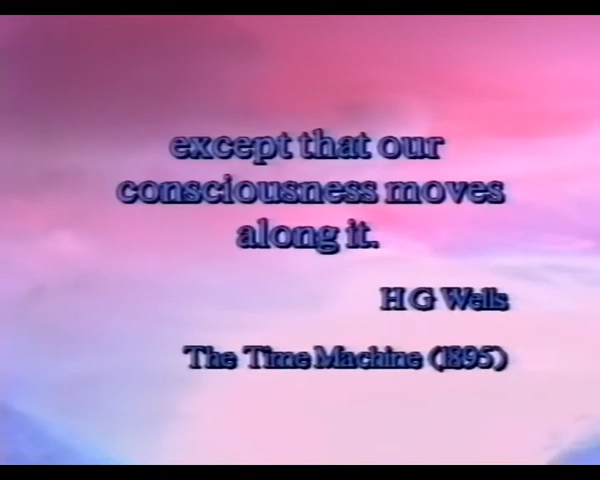 except that our
consciousness moves
along it.
H G Wells
The Time Machine (1895)